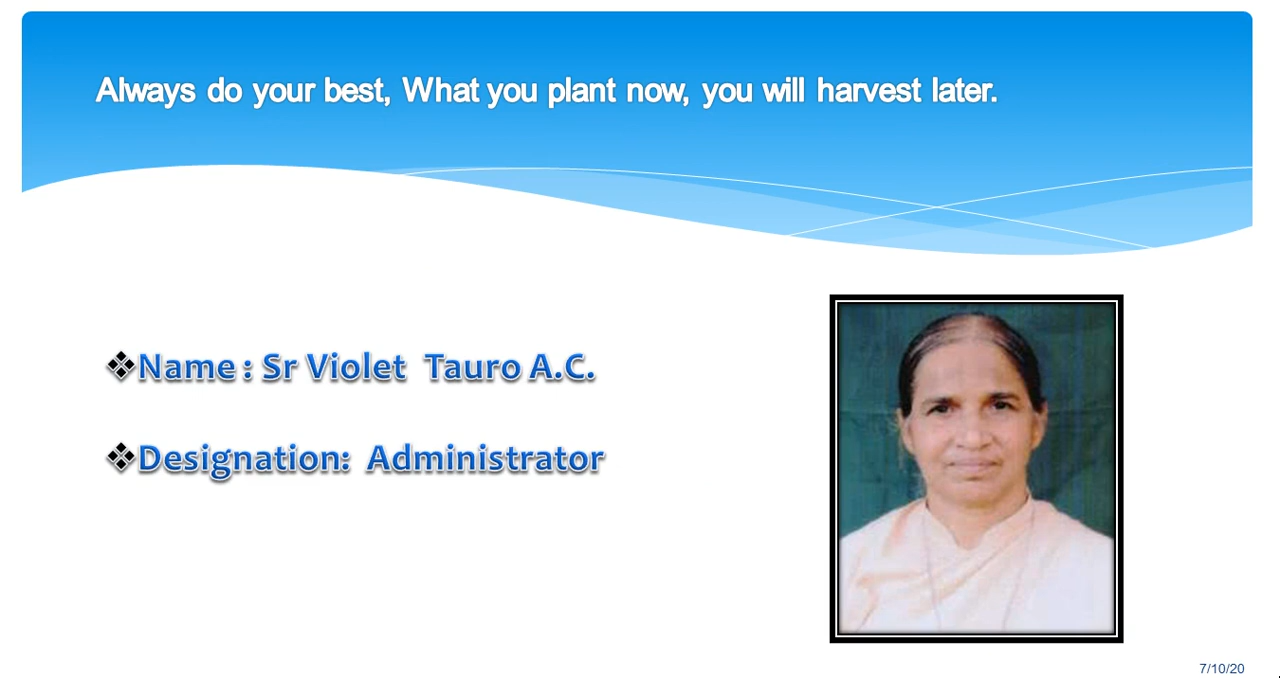 Always do your best, What you plant now, you will harvest later.
❖Name : Sr Violet Tauro A.C.
❖Designation: Administrator
7/10/20